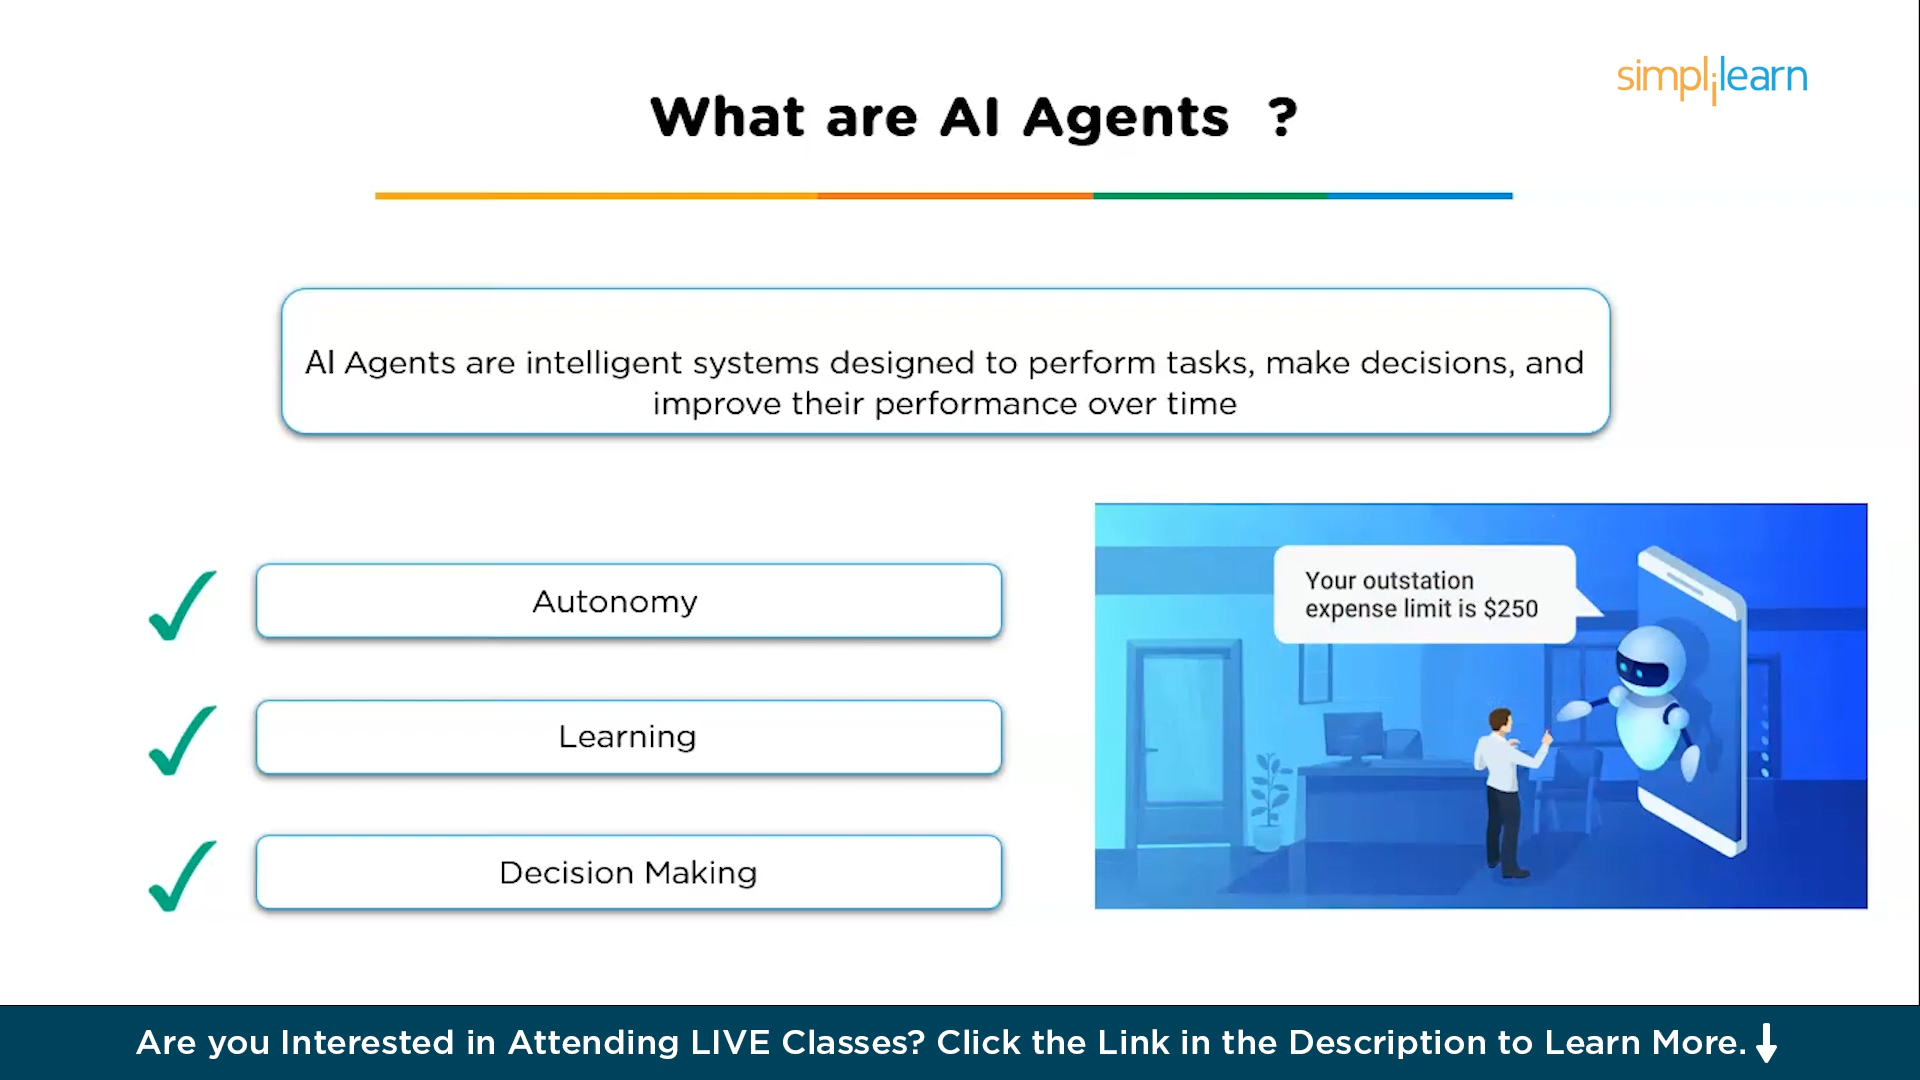 simplilearn
What are AI Agents ?
AI Agents are intelligent systems designed to perform tasks, make decisions, and
improve their performance over time
Autonomy
Learning
Decision Making
Your outstation
expense limit is $250
Are you Interested in Attending LIVE Classes? Click the Link in the Description to Learn More.